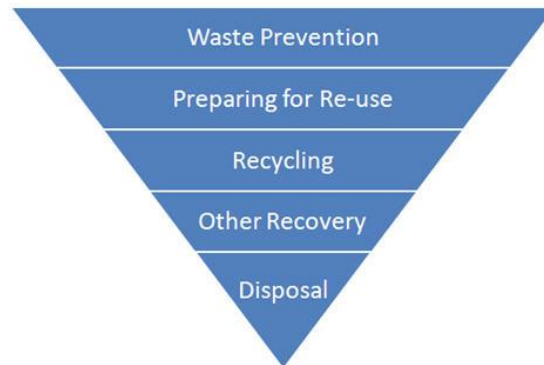 Waste Prevention
Preparing for Re-use
Recycling
Other Recovery
Disposal